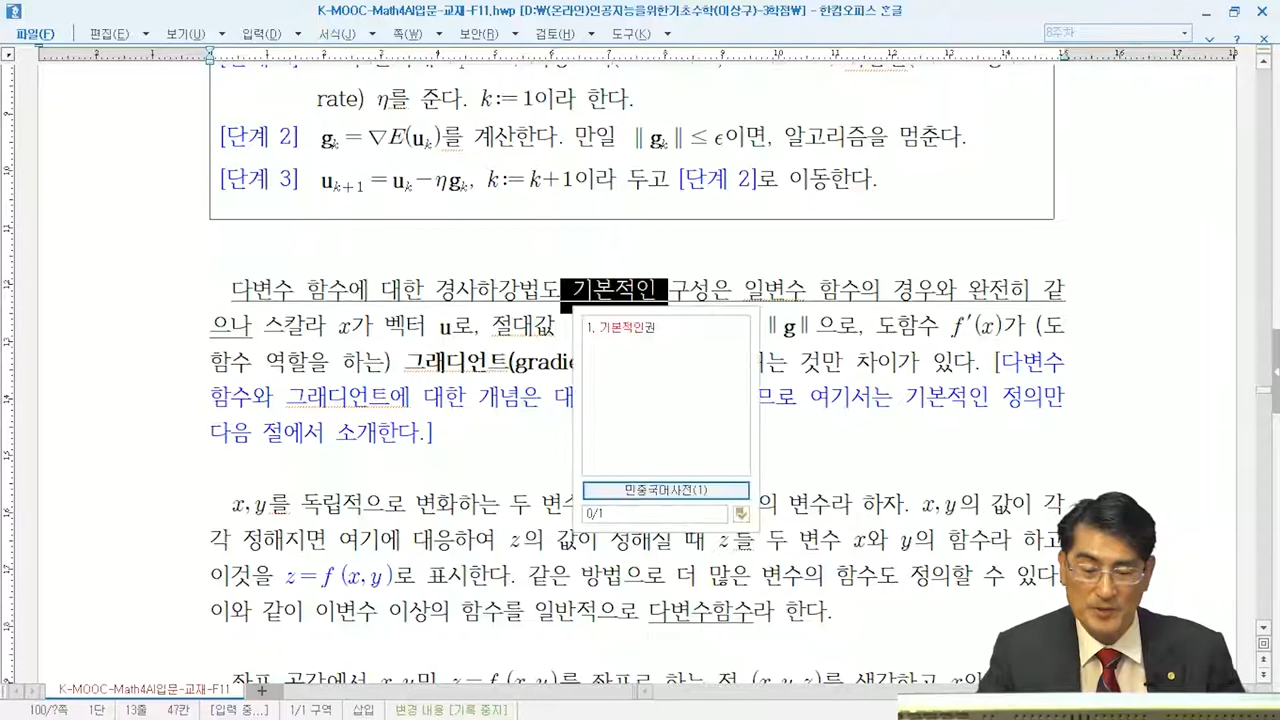 K-MOOC-Math4AI입문-교재-F11.hwp [D:₩(온라인)인공지능을위한기초수학(이상구)-3학점₩] - 한컴오피스 흔글
파일(F) 편집(E) 보기(U) 입력(D) 서식(J) 쪽(W) 보안(B) 검토(H) 도구(K) 8주차
rate) η를 준다. k:=1이라 한다.
[단계 2] gₖ=∇E(uₖ)를 계산한다. 만일 ∥gₖ∥≤ϵ이면, 알고리즘을 멈춘다.
[단계 3] uₖ₊₁=uₖ−ηgₖ, k:=k+1이라 두고 [단계 2]로 이동한다.
다변수 함수에 대한 경사하강법도 기본적인 구성은 일변수 함수의 경우와 완전히 같
으나 스칼라 x가 벡터 u로, 절대값 ∥g∥으로, 도함수 f′(x)가 (도
함수 역할을 하는) 그래디언트(gradie 는 것만 차이가 있다. [다변수
함수와 그래디언트에 대한 개념은 대 므로 여기서는 기본적인 정의만
다음 절에서 소개한다.]
1. 기본적인권
민중국어사전(1)
0/1
x,y를 독립적으로 변화하는 두 변수 의 변수라 하자. x,y의 값이 각
각 정해지면 여기에 대응하여 z의 값이 정해질 때 z를 두 변수 x와 y의 함수라 하고
이것을 z=f(x,y)로 표시한다. 같은 방법으로 더 많은 변수의 함수도 정의할 수 있다.
이와 같이 이변수 이상의 함수를 일반적으로 다변수함수라 한다.
좌표 공간에서 x,y및 z=f(x,y)를 좌표로 하는 점 (x,y,z)를 생각하고
K-MOOC-Math4AI입문-교재-F11
100/?쪽 1단 13줄 47칸 [입력 중...] 1/1 구역 삽입 변경 내용 [기록 중지]